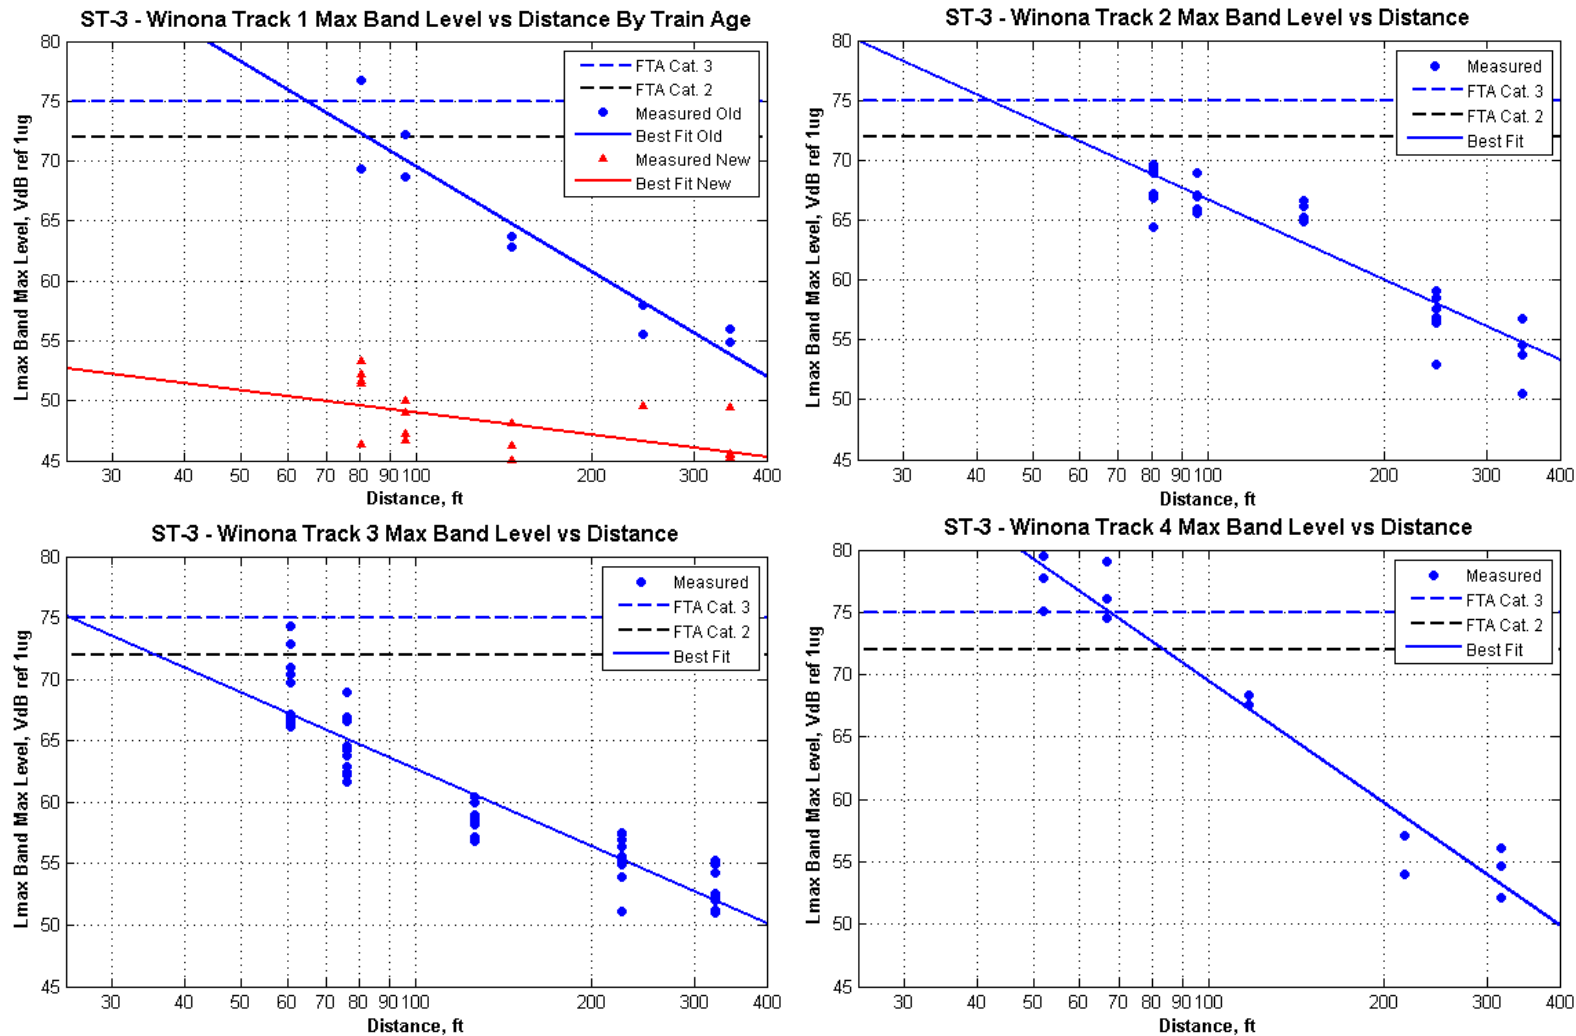 ST-3 - Winona Track 1 Max Band Level vs Distance By Train Age
Lmax Band Max Level, VdB ref 1ug
80
75
70
65
60
55
50
45
FTA Cat. 3
FTA Cat. 2
Measured Old
Best Fit Old
Measured New
Best Fit New
30 40 50 60 70 80 90 100 200 300 400
Distance, ft
ST-3 - Winona Track 2 Max Band Level vs Distance
Lmax Band Max Level, VdB ref 1ug
80
75
70
65
60
55
50
45
Measured
FTA Cat. 3
FTA Cat. 2
Best Fit
30 40 50 60 70 80 90 100 200 300 400
Distance, ft
ST-3 - Winona Track 3 Max Band Level vs Distance
Lmax Band Max Level, VdB ref 1ug
80
75
70
65
60
55
50
45
Measured
FTA Cat. 3
FTA Cat. 2
Best Fit
30 40 50 60 70 80 90 100 200 300 400
Distance, ft
ST-3 - Winona Track 4 Max Band Level vs Distance
Lmax Band Max Level, VdB ref 1ug
80
75
70
65
60
55
50
45
Measured
FTA Cat. 3
FTA Cat. 2
Best Fit
30 40 50 60 70 80 90 100 200 300 400
Distance, ft